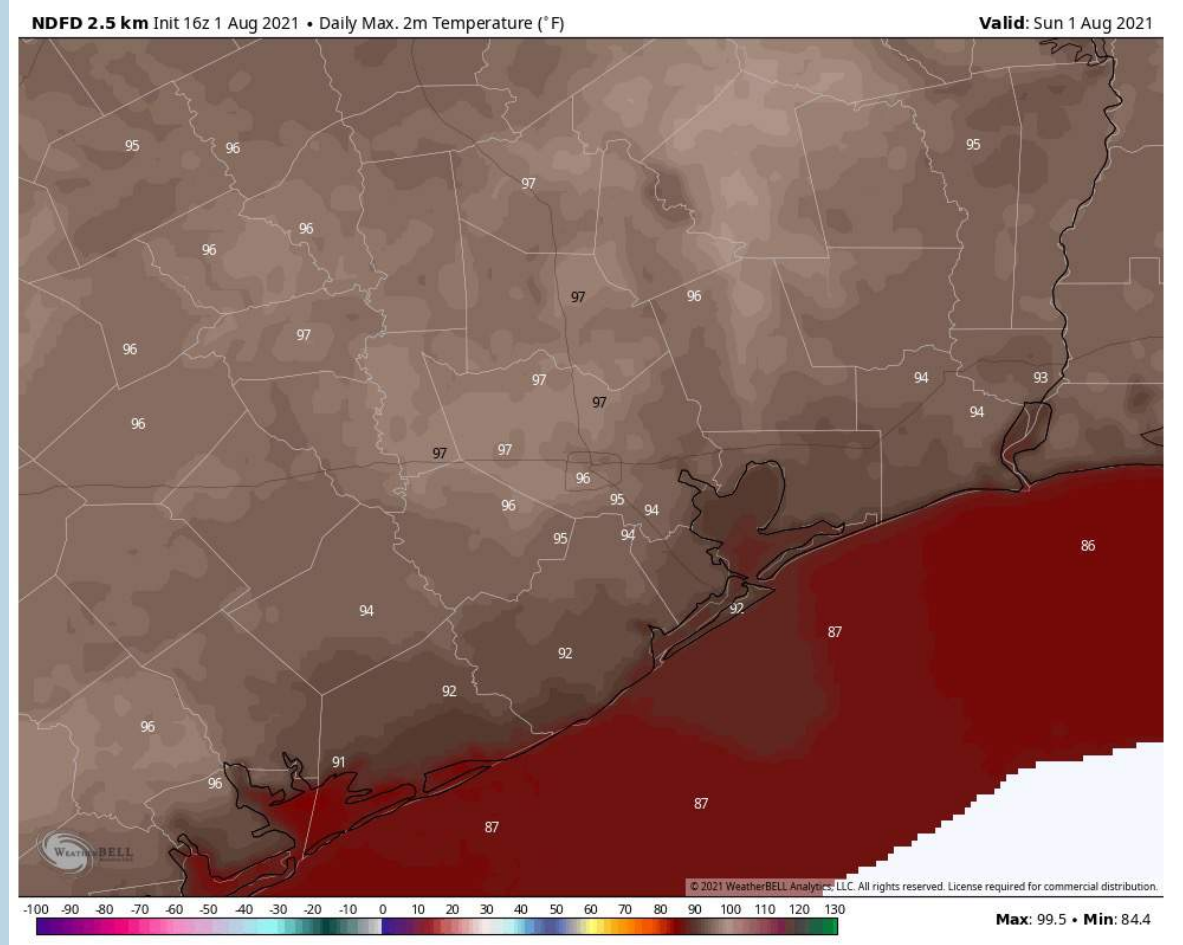 NDFD 2.5 km Init 16z 1 Aug 2021 • Daily Max. 2m Temperature (°F) Valid: Sun 1 Aug 2021
95 96 95
97
96
96
97 96
97
96
97 94 93
97 94
96
97 97
96
96 95 94
95 94
86
94 92
87
92
92
96
91
96
87
87
WEATHERBELL
© 2021 WeatherBELL Analytics, LLC. All rights reserved. License required for commercial distribution.
-100 -90 -80 -70 -60 -50 -40 -30 -20 -10 0 10 20 30 40 50 60 70 80 90 100 110 120 130
Max: 99.5 • Min: 84.4